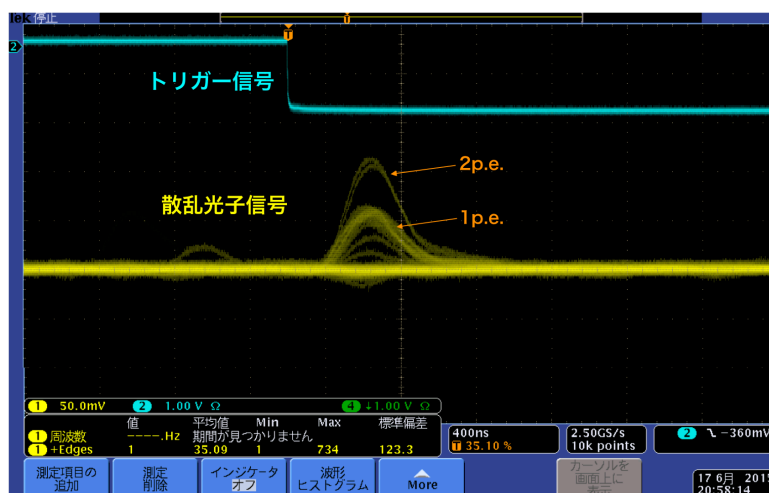 Tek 停止
T
T
2
トリガー信号
2p.e.
散乱光子信号
1p.e.
1 50.0mV 2 1.00 V Ω 4 ↓1.00 V Ω
値 平均値 Min Max 標準偏差
1 周波数 ----.Hz 期間が見つかりません
1 +Edges 1 35.09 1 734 123.3
400ns
T 35.10 %
2.50GS/s
10k points
2 \ -360mV
測定項目の
追加
測定
削除
インジケータ
オフ
波形
ヒストグラム
More
カーソルを
画面上に
表示
17 6月 2015
20:58:14